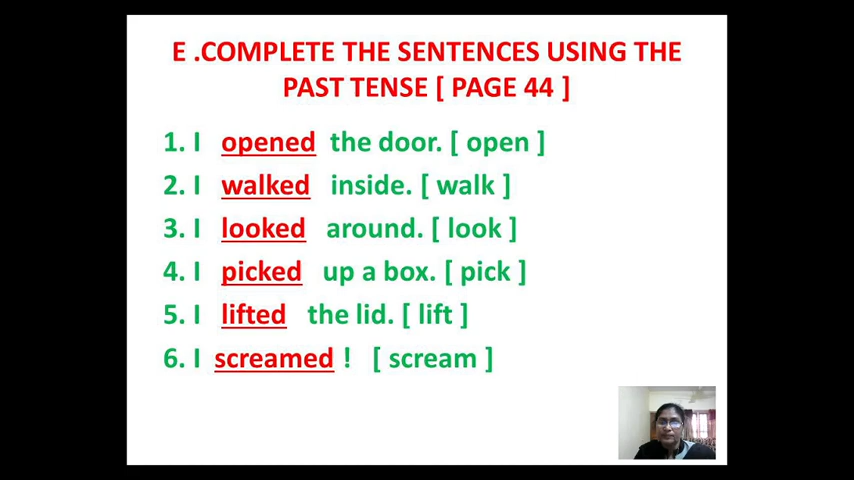 E .COMPLETE THE SENTENCES USING THE
PAST TENSE [ PAGE 44 ]
1. I opened the door. [ open ]
2. I walked inside. [ walk ]
3. I looked around. [ look ]
4. I picked up a box. [ pick ]
5. I lifted the lid. [ lift ]
6. I screamed ! [ scream ]